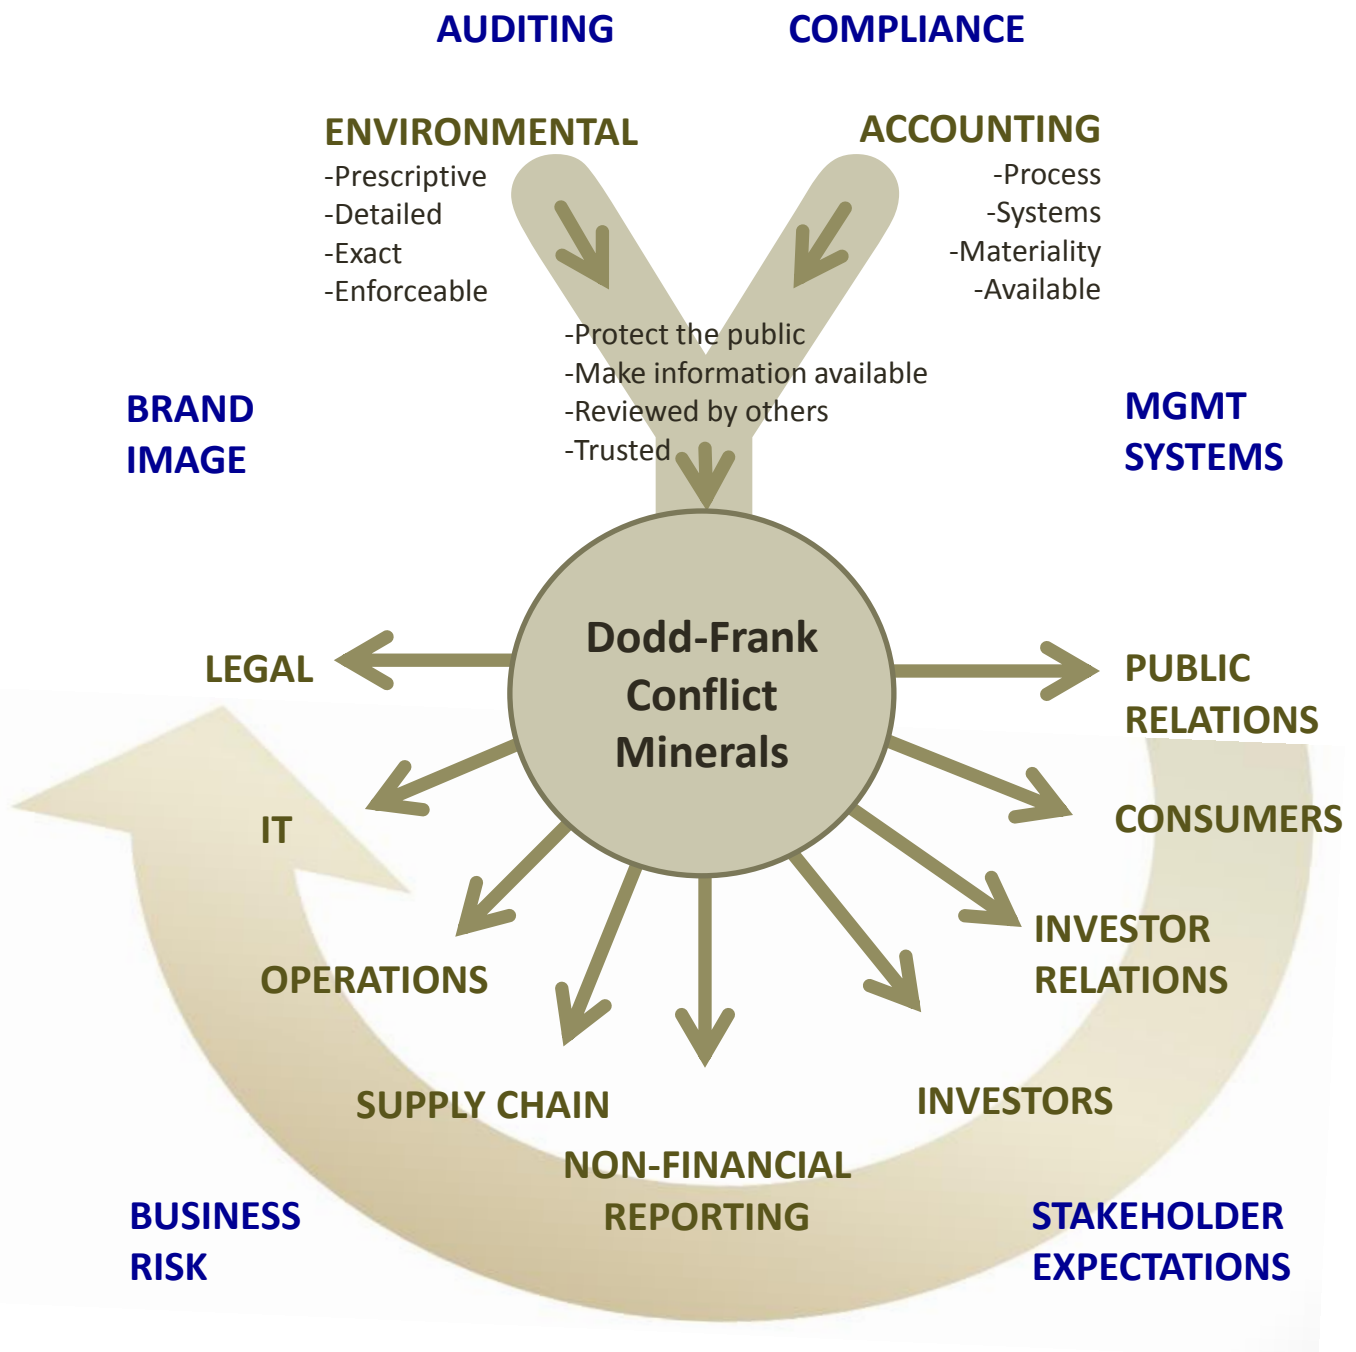 AUDITING
COMPLIANCE
ENVIRONMENTAL
-Prescriptive
-Detailed
-Exact
-Enforceable
ACCOUNTING
-Process
-Systems
-Materiality
-Available
-Protect the public
-Make information available
-Reviewed by others
-Trusted
BRAND
IMAGE
MGMT
SYSTEMS
Dodd-Frank
Conflict
Minerals
LEGAL
PUBLIC
RELATIONS
IT
CONSUMERS
OPERATIONS
INVESTOR
RELATIONS
SUPPLY CHAIN
INVESTORS
NON-FINANCIAL
REPORTING
BUSINESS
RISK
STAKEHOLDER
EXPECTATIONS